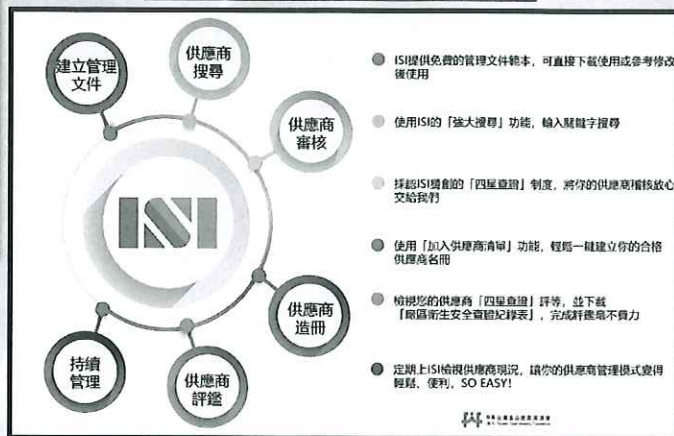 建立管理
文件
供應商
搜尋
供應商
審核
ISI
供應商
造冊
供應商
評鑑
持續
管理
ISI提供免費的管理文件範本，可直接下載使用或參考修改
後使用
使用ISI的「強大搜尋」功能，輸入關鍵字搜尋
採認ISI獨創的「四星查證」制度，將你的供應商稽核放心
交給我們
使用「加入供應商清單」功能，輕鬆一鍵建立你的合格
供應商名冊
檢視您的供應商「四星查證」評等，並下載
「廠區衛生安全查證紀錄表」，完成評鑑毫不費力
定期上ISI檢視供應商現況，讓你的供應商管理模式變得
輕鬆、便利，SO EASY!